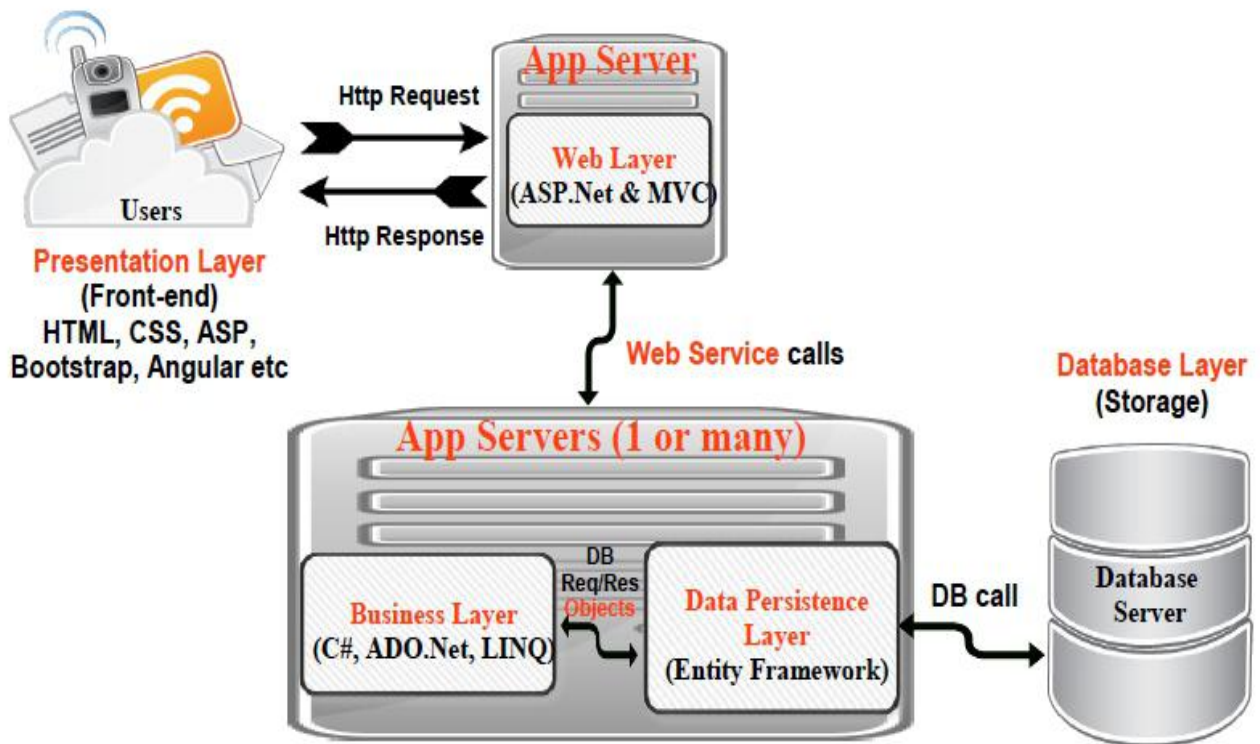 App Server
Http Request
Web Layer
(ASP.Net & MVC)
Users
Http Response
Presentation Layer
(Front-end)
HTML, CSS, ASP,
Bootstrap, Angular etc
Web Service calls
Database Layer
(Storage)
App Servers (1 or many)
DB
Req/Res
Objects
Business Layer
(C#, ADO.Net, LINQ)
Data Persistence
Layer
(Entity Framework)
DB call
Database
Server